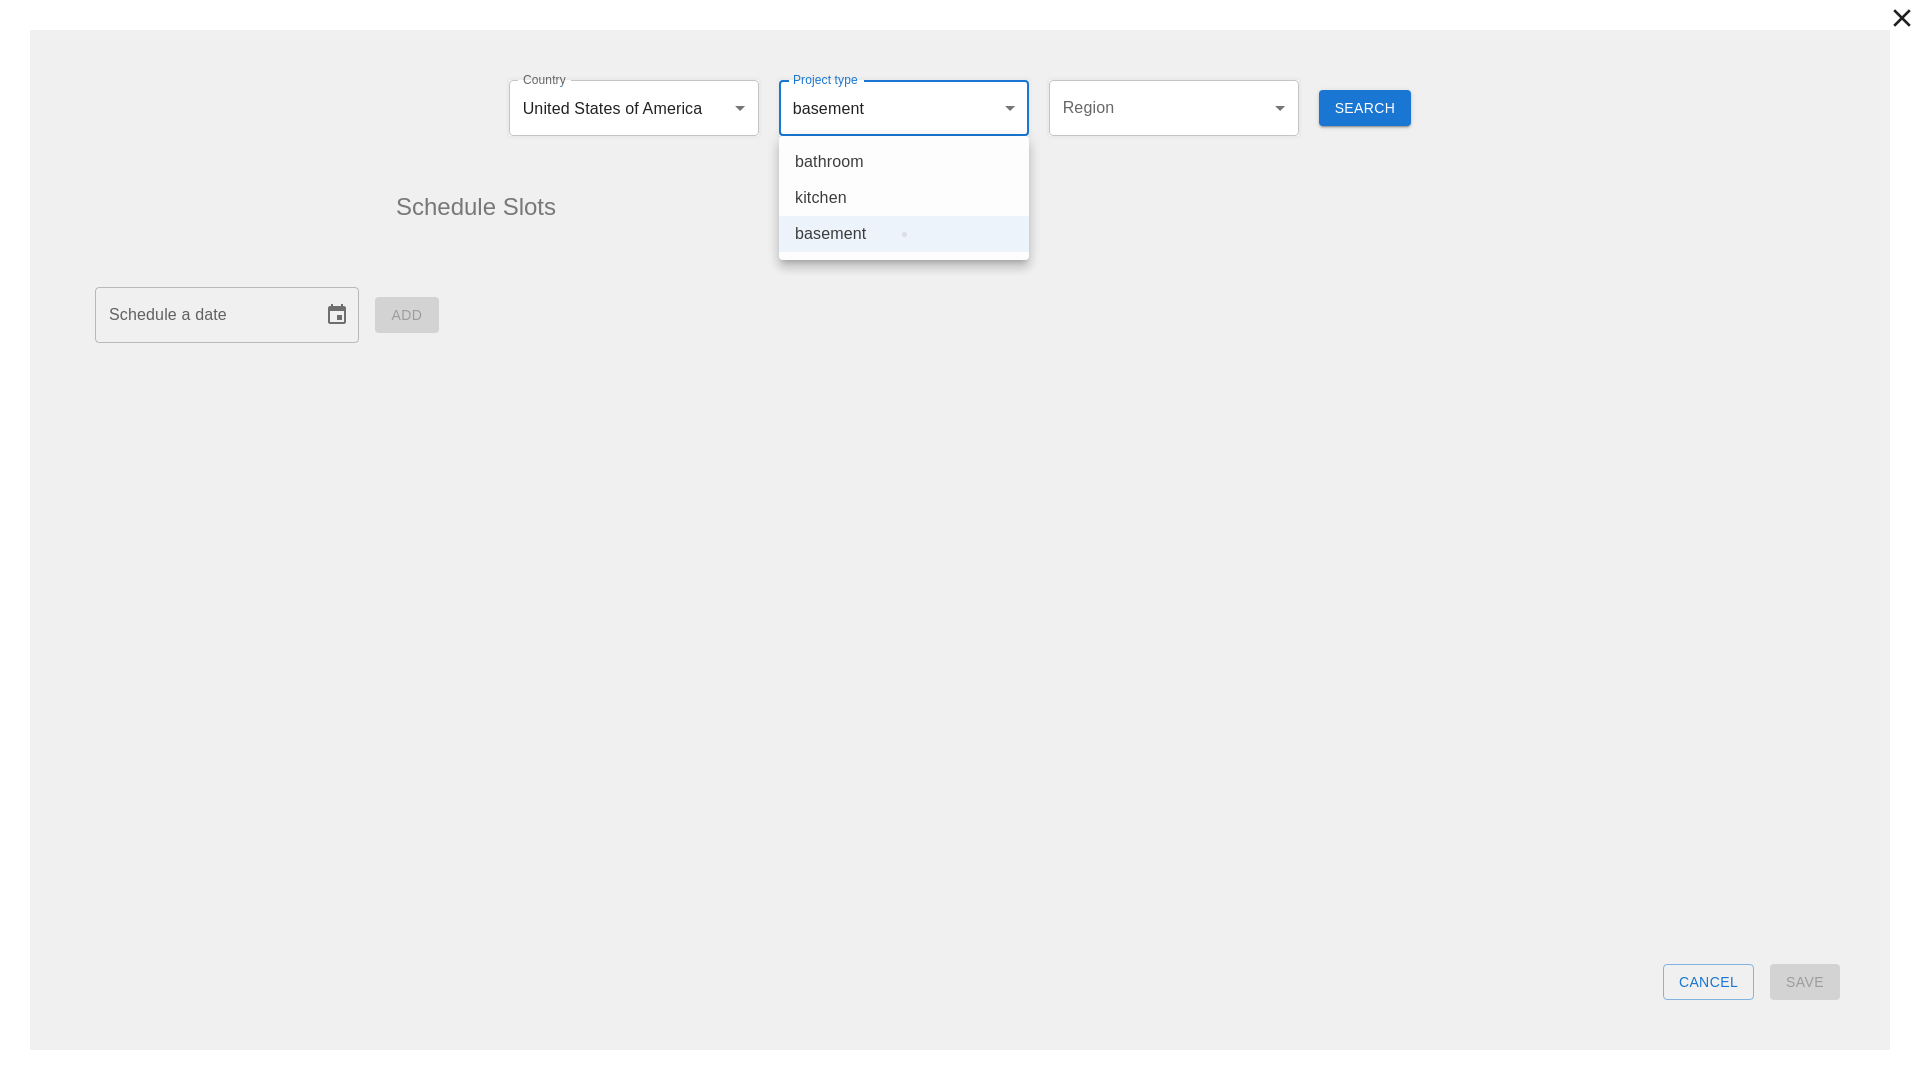 Country
United States of America
Project type
basement
Region
SEARCH
bathroom
kitchen
basement
Schedule Slots
Schedule a date
ADD
CANCEL
SAVE